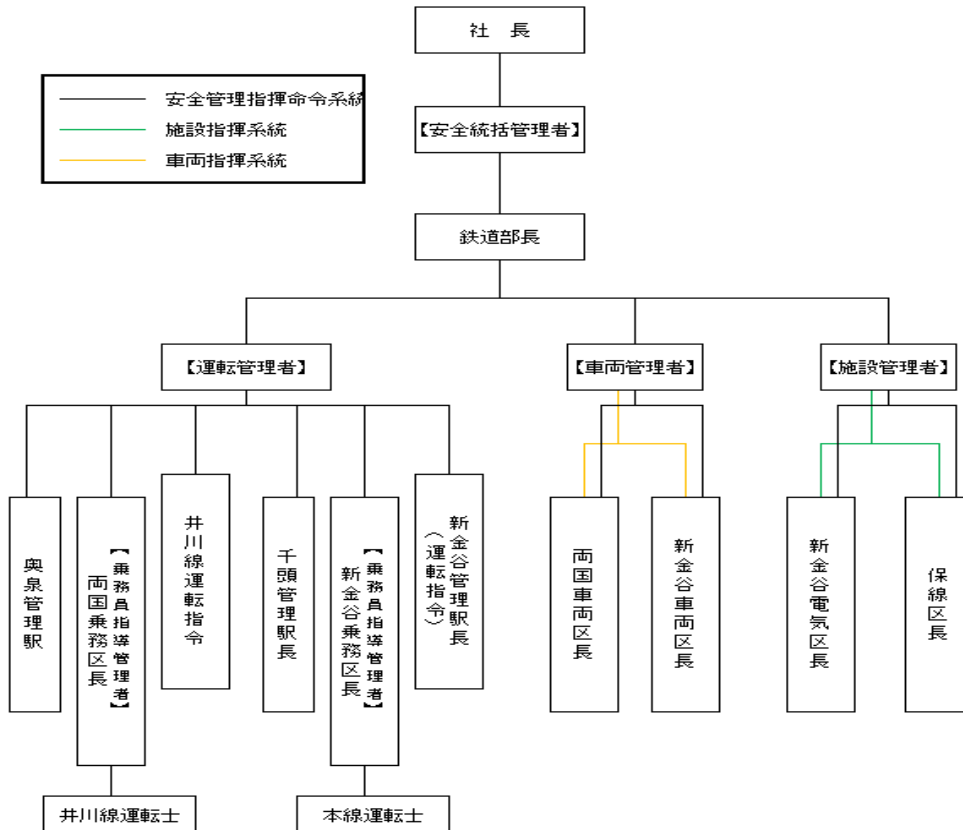 社　長
安全管理指揮命令系統
施設指揮系統
車両指揮系統
【安全統括管理者】
鉄道部長
【運転管理者】
【車両管理者】
【施設管理者】
奥泉管理駅
【乗務員指導管理者】
両国乗務区長
井川線運転指令
千頭管理駅長
【乗務員指導管理者】
新金谷乗務区長
新金谷管理駅長
（運転指令）
両国車両区長
新金谷車両区長
新金谷電気区長
保線区長
井川線運転士
本線運転士